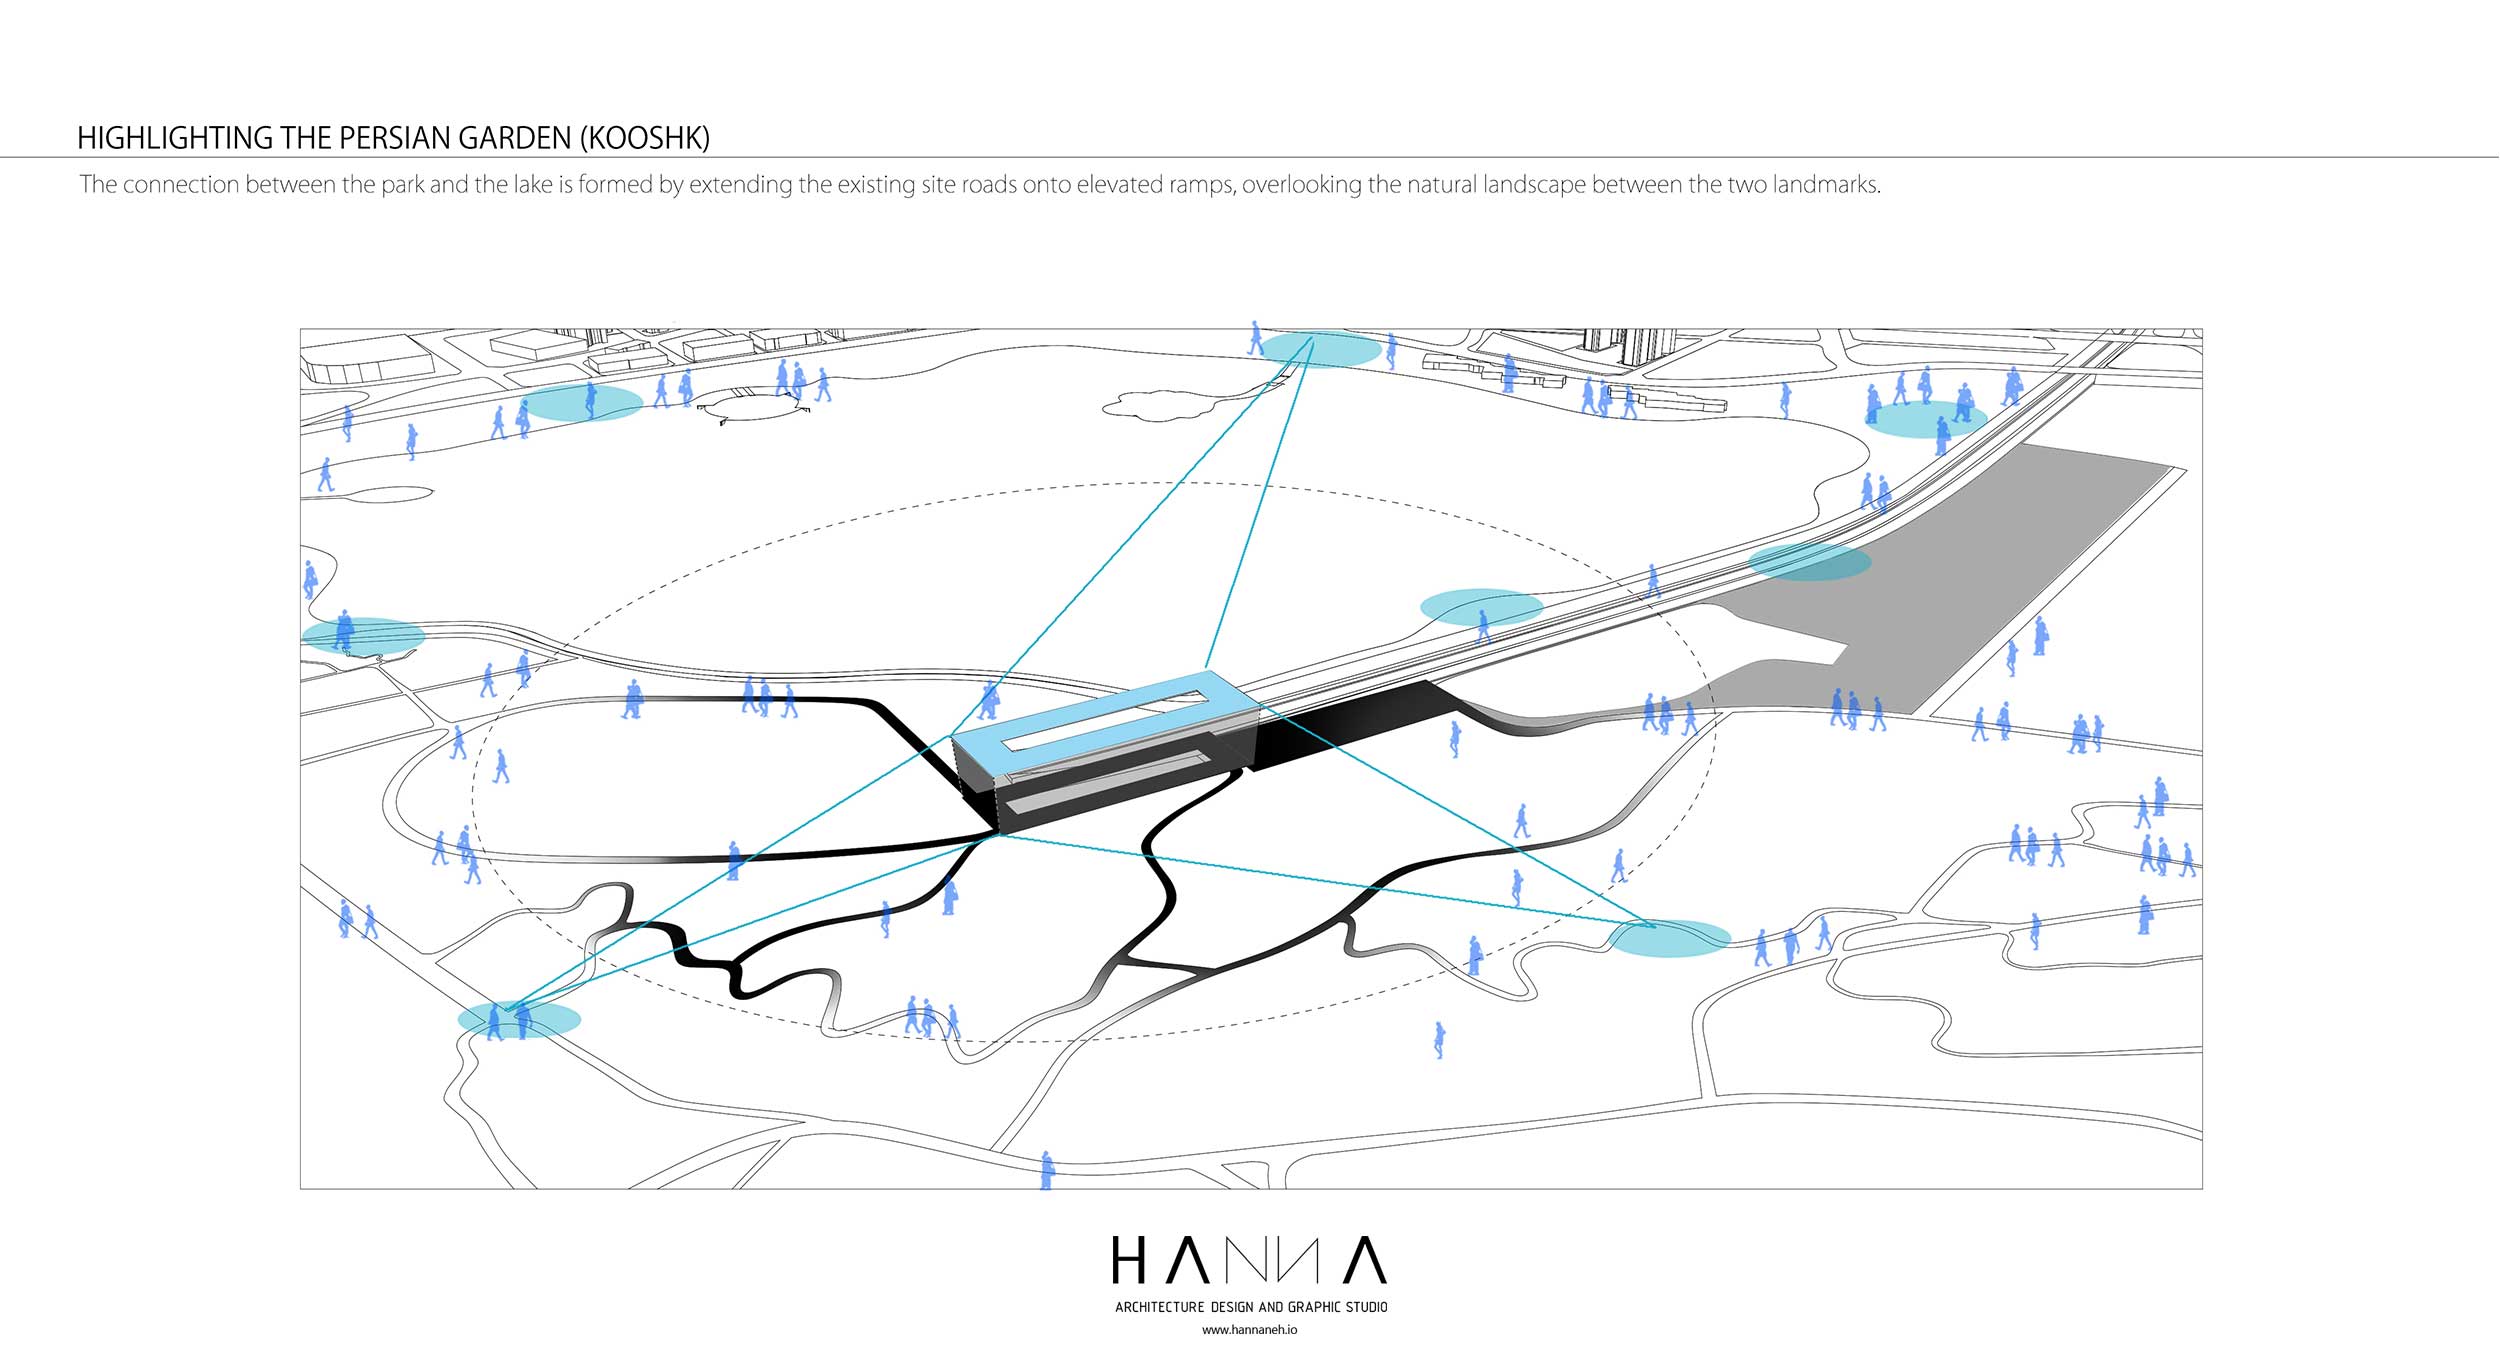 HIGHLIGHTING THE PERSIAN GARDEN (KOOSHK)
The connection between the park and the lake is formed by extending the existing site roads onto elevated ramps, overlooking the natural landscape between the two landmarks.
HANNA
ARCHITECTURE DESIGN AND GRAPHIC STUDIO
www.hannaneh.io